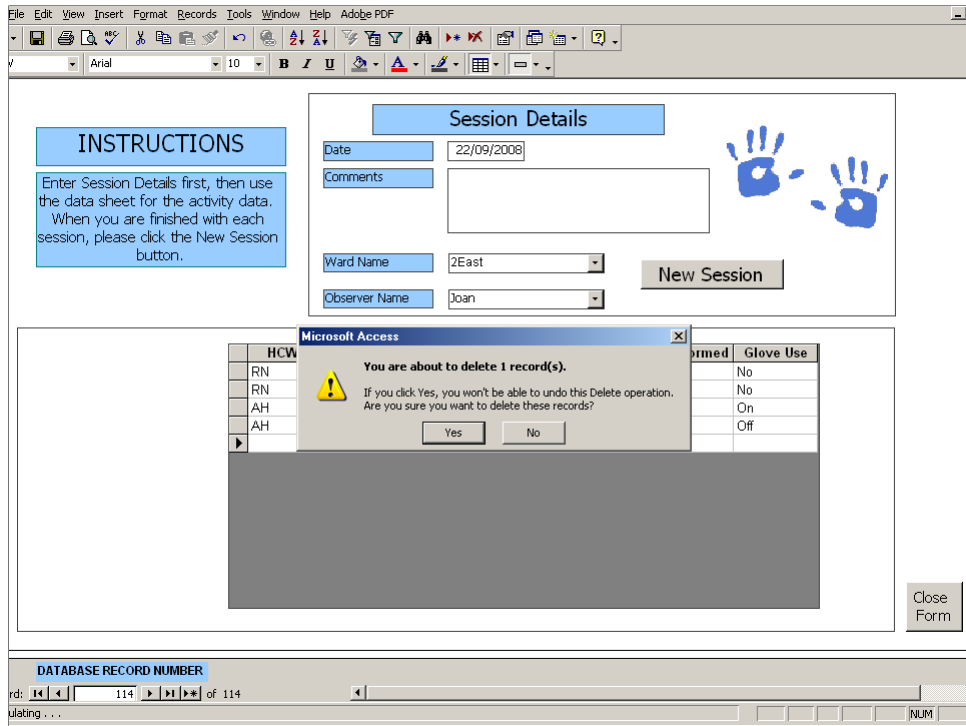 File Edit View Insert Format Records Tools Window Help Adobe PDF
Arial 10 B I U
Session Details
INSTRUCTIONS
Enter Session Details first, then use
the data sheet for the activity data.
When you are finished with each
session, please click the New Session
button.
Date 22/09/2008
Comments
Ward Name 2East
New Session
Observer Name Joan
Microsoft Access
HCW ormed Glove Use
You are about to delete 1 record(s).
RN No
If you click Yes, you won't be able to undo this Delete operation.
RN No
Are you sure you want to delete these records?
AH On
AH Off
Yes No
Close
Form
DATABASE RECORD NUMBER
rd: 114 of 114
ulating . . .
NUM